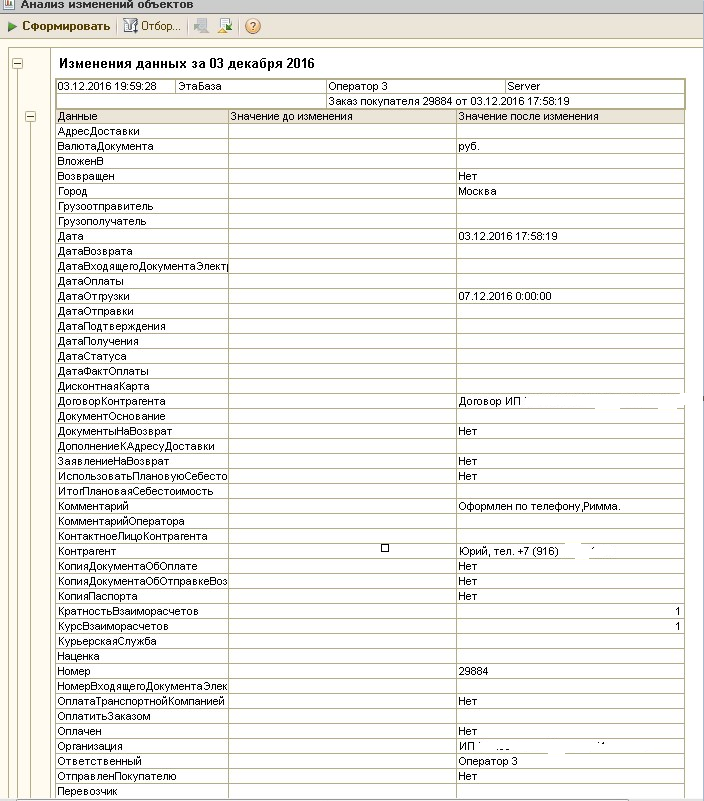 Анализ изменений объектов
Сформировать Отбор...
Изменения данных за 03 декабря 2016
03.12.2016 19:59:28 ЭтаБаза Оператор 3 Server
Заказ покупателя 29884 от 03.12.2016 17:58:19
Данные Значение до изменения Значение после изменения
АдресДоставки
ВалютаДокумента руб.
ВложенВ
Возвращен Нет
Город Москва
Грузоотправитель
Грузополучатель
Дата 03.12.2016 17:58:19
ДатаВозврата
ДатаВходящегоДокументаЭлектр
ДатаОплаты
ДатаОтгрузки 07.12.2016 0:00:00
ДатаОтправки
ДатаПодтверждения
ДатаПолучения
ДатаСтатуса
ДатаФактОплаты
ДисконтнаяКарта
ДоговорКонтрагента Договор ИП
ДокументОснование
ДокументыНаВозврат Нет
ДополнениеКАдресуДоставки
ЗаявлениеНаВозврат Нет
ИспользоватьПлановуюСебесто Нет
ИтогПлановаяСебестоимость
Комментарий Оформлен по телефону,Римма.
КомментарийОператора
КонтактноеЛицоКонтрагента
Контрагент Юрий, тел. +7 (916)
КопияДокументаОбОплате Нет
КопияДокументаОбОтправкеВоз Нет
КопияПаспорта Нет
КратностьВзаиморасчетов 1
КурсВзаиморасчетов 1
КурьерскаяСлужба
Наценка
Номер 29884
НомерВходящегоДокументаЭлек
ОплатаТранспортнойКомпанией Нет
ОплатитьЗаказом
Оплачен Нет
Организация ИП
Ответственный Оператор 3
ОтправленПокупателю Нет
Перевозчик